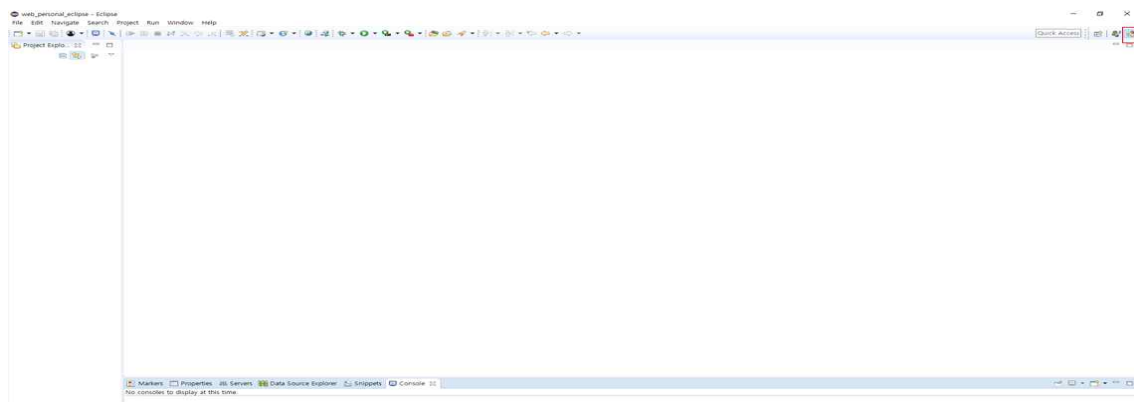 web_personal_eclipse - Eclipse
File Edit Navigate Search Project Run Window Help
Quick Access
Project Explo...
Markers Properties Servers Data Source Explorer Snippets Console
No consoles to display at this time.